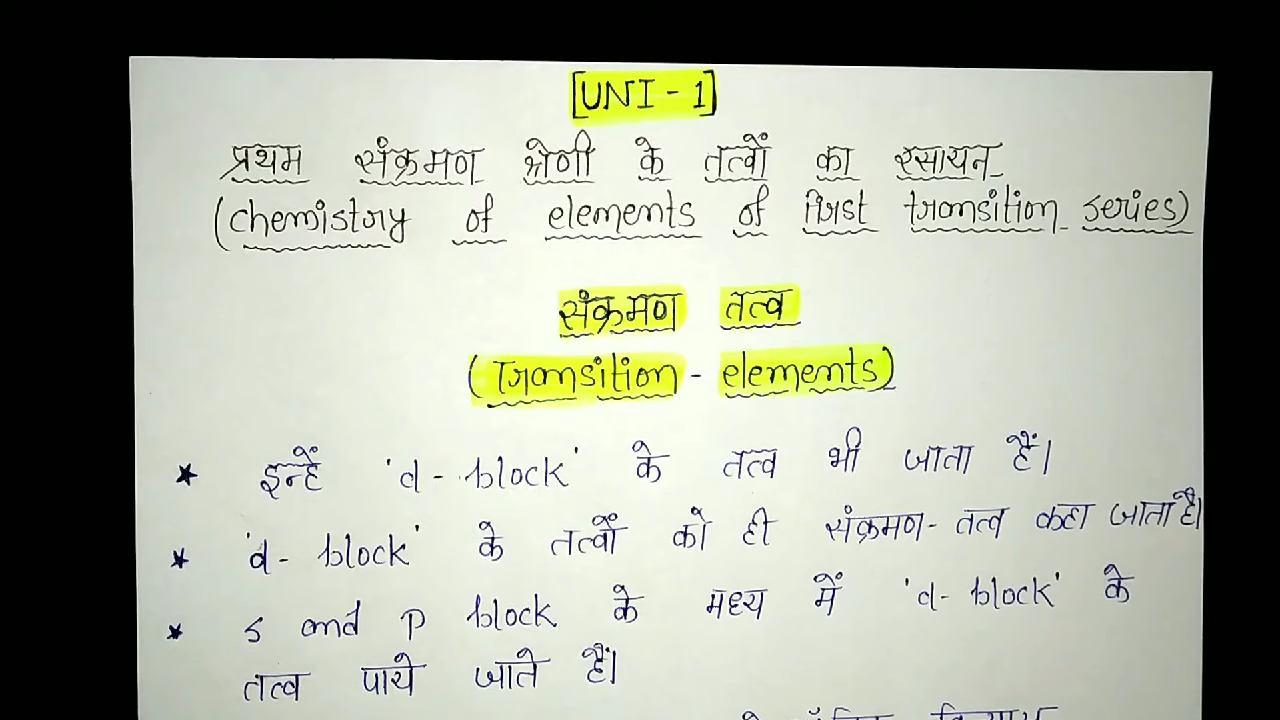 [UNI - 1]
प्रथम संक्रमण श्रेणी के तत्वों का रसायन
(chemistry of elements of first transition series)
संक्रमण तत्व
(Transition - elements)
* इन्हें 'd - block' के तत्व भी जाता हैं।
* 'd - block' के तत्वों को ही संक्रमण - तत्व कहा जाता है।
* s and p block के मध्य में 'd - block' के
तत्व पाये जाते हैं।